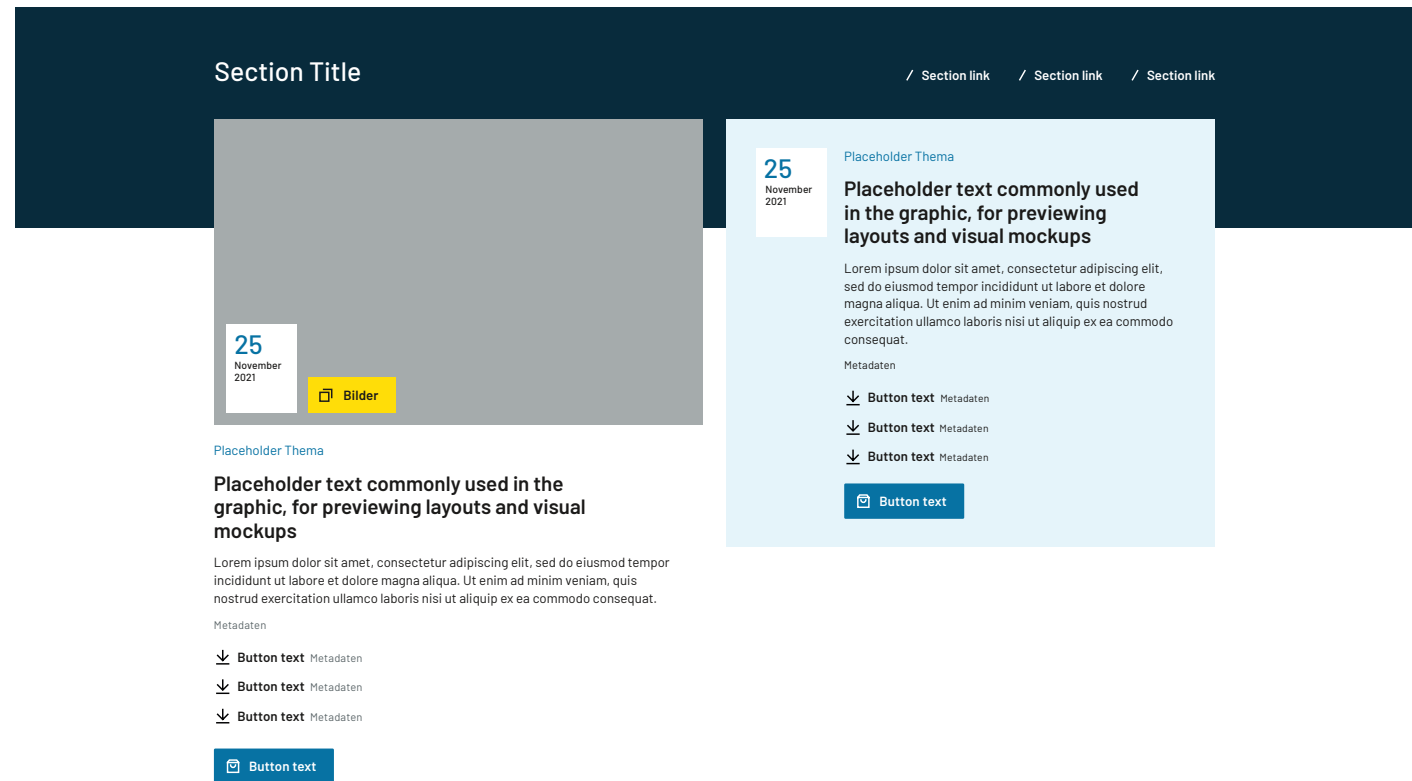 Section Title
/ Section link / Section link / Section link
25
November
2021
Bilder
Placeholder Thema
Placeholder text commonly used in the
graphic, for previewing layouts and visual
mockups
Lorem ipsum dolor sit amet, consectetur adipiscing elit, sed do eiusmod tempor
incididunt ut labore et dolore magna aliqua. Ut enim ad minim veniam, quis
nostrud exercitation ullamco laboris nisi ut aliquip ex ea commodo consequat.
Metadaten
Button text Metadaten
Button text Metadaten
Button text Metadaten
Button text
25
November
2021
Placeholder Thema
Placeholder text commonly used
in the graphic, for previewing
layouts and visual mockups
Lorem ipsum dolor sit amet, consectetur adipiscing elit,
sed do eiusmod tempor incididunt ut labore et dolore
magna aliqua. Ut enim ad minim veniam, quis nostrud
exercitation ullamco laboris nisi ut aliquip ex ea commodo
consequat.
Metadaten
Button text Metadaten
Button text Metadaten
Button text Metadaten
Button text